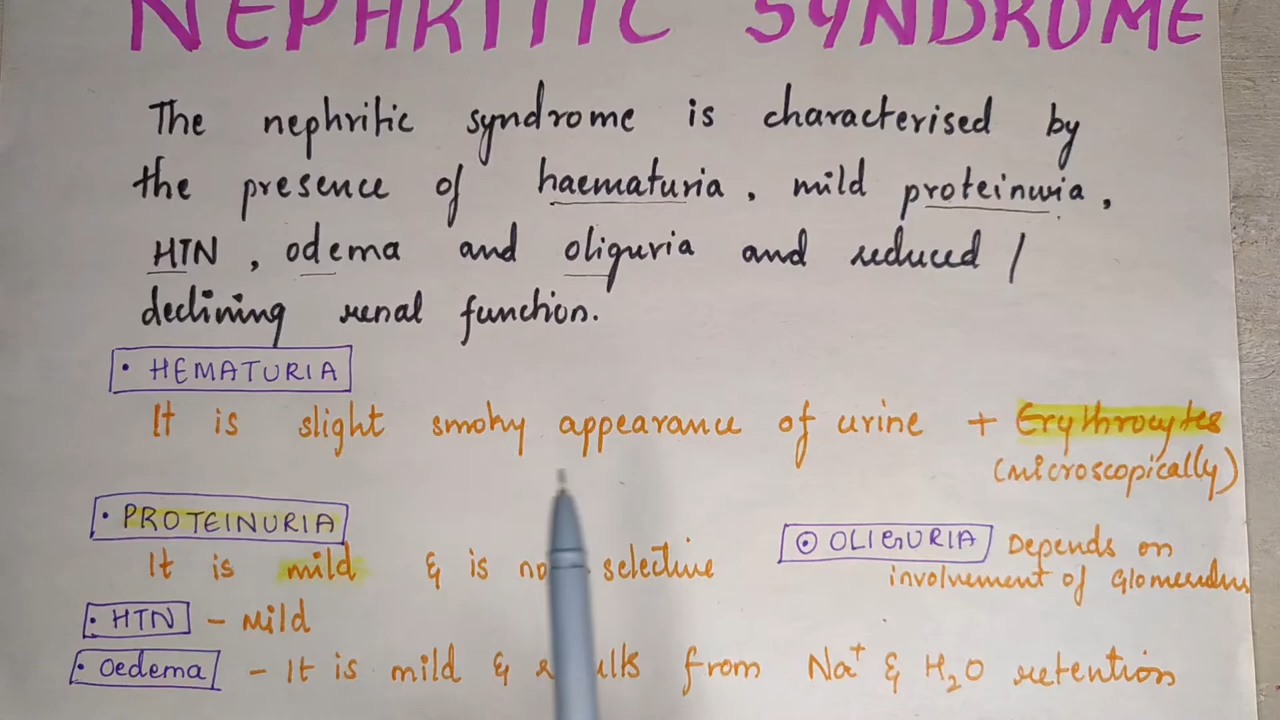 NEPHRITIC SYNDROME
The nephritic syndrome is characterised by
the presence of haematuria, mild proteinuria,
HTN, odema and oliguria and reduced /
declining renal function.
• HEMATURIA
It is slight smoky appearance of urine + Erythrocytes
(microscopically)
• PROTEINURIA
It is mild & is selective
⊙ OLIGURIA Depends on
involvement of Glomerulus
• HTN - Mild
• Oedema - It is mild & from Na⁺ & H₂O retention